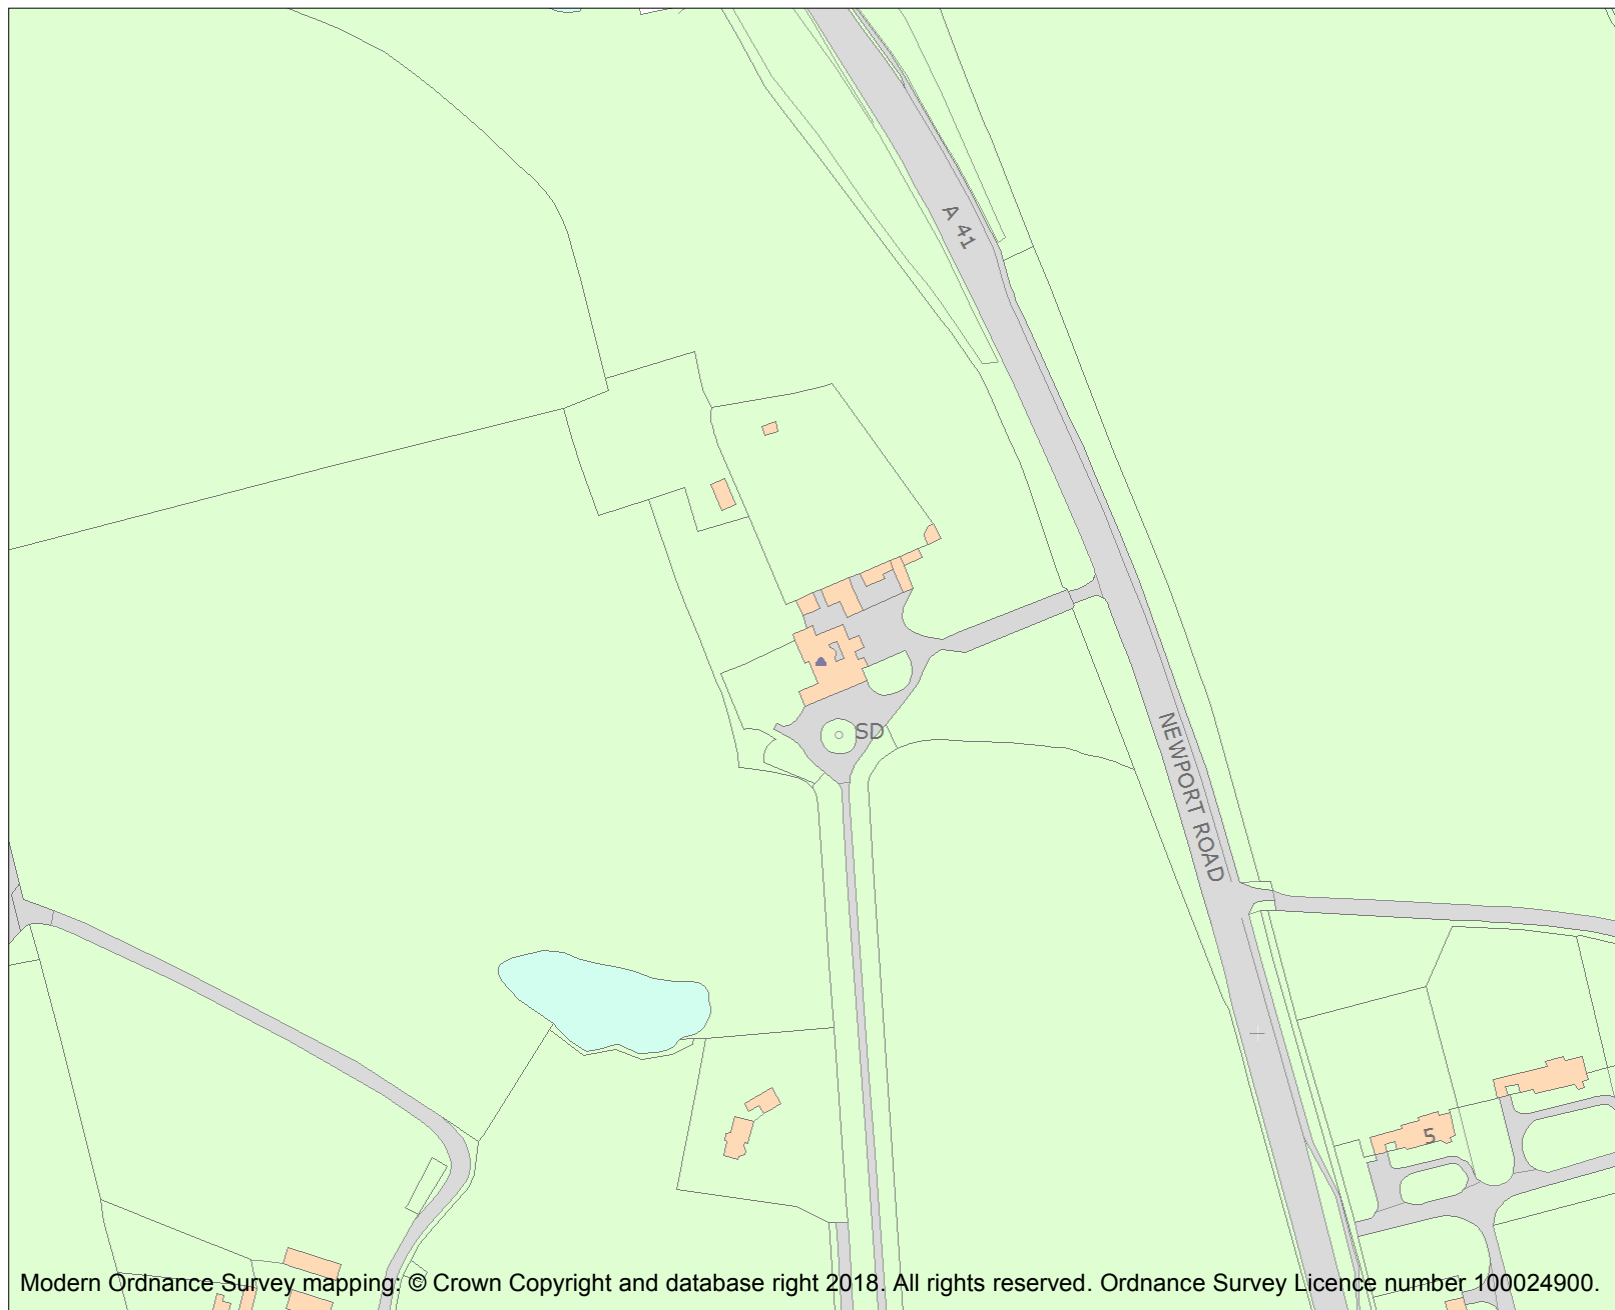 A 41
SD
NEWPORT ROAD
5
Modern Ordnance Survey mapping: © Crown Copyright and database right 2018. All rights reserved. Ordnance Survey Licence number 100024900.